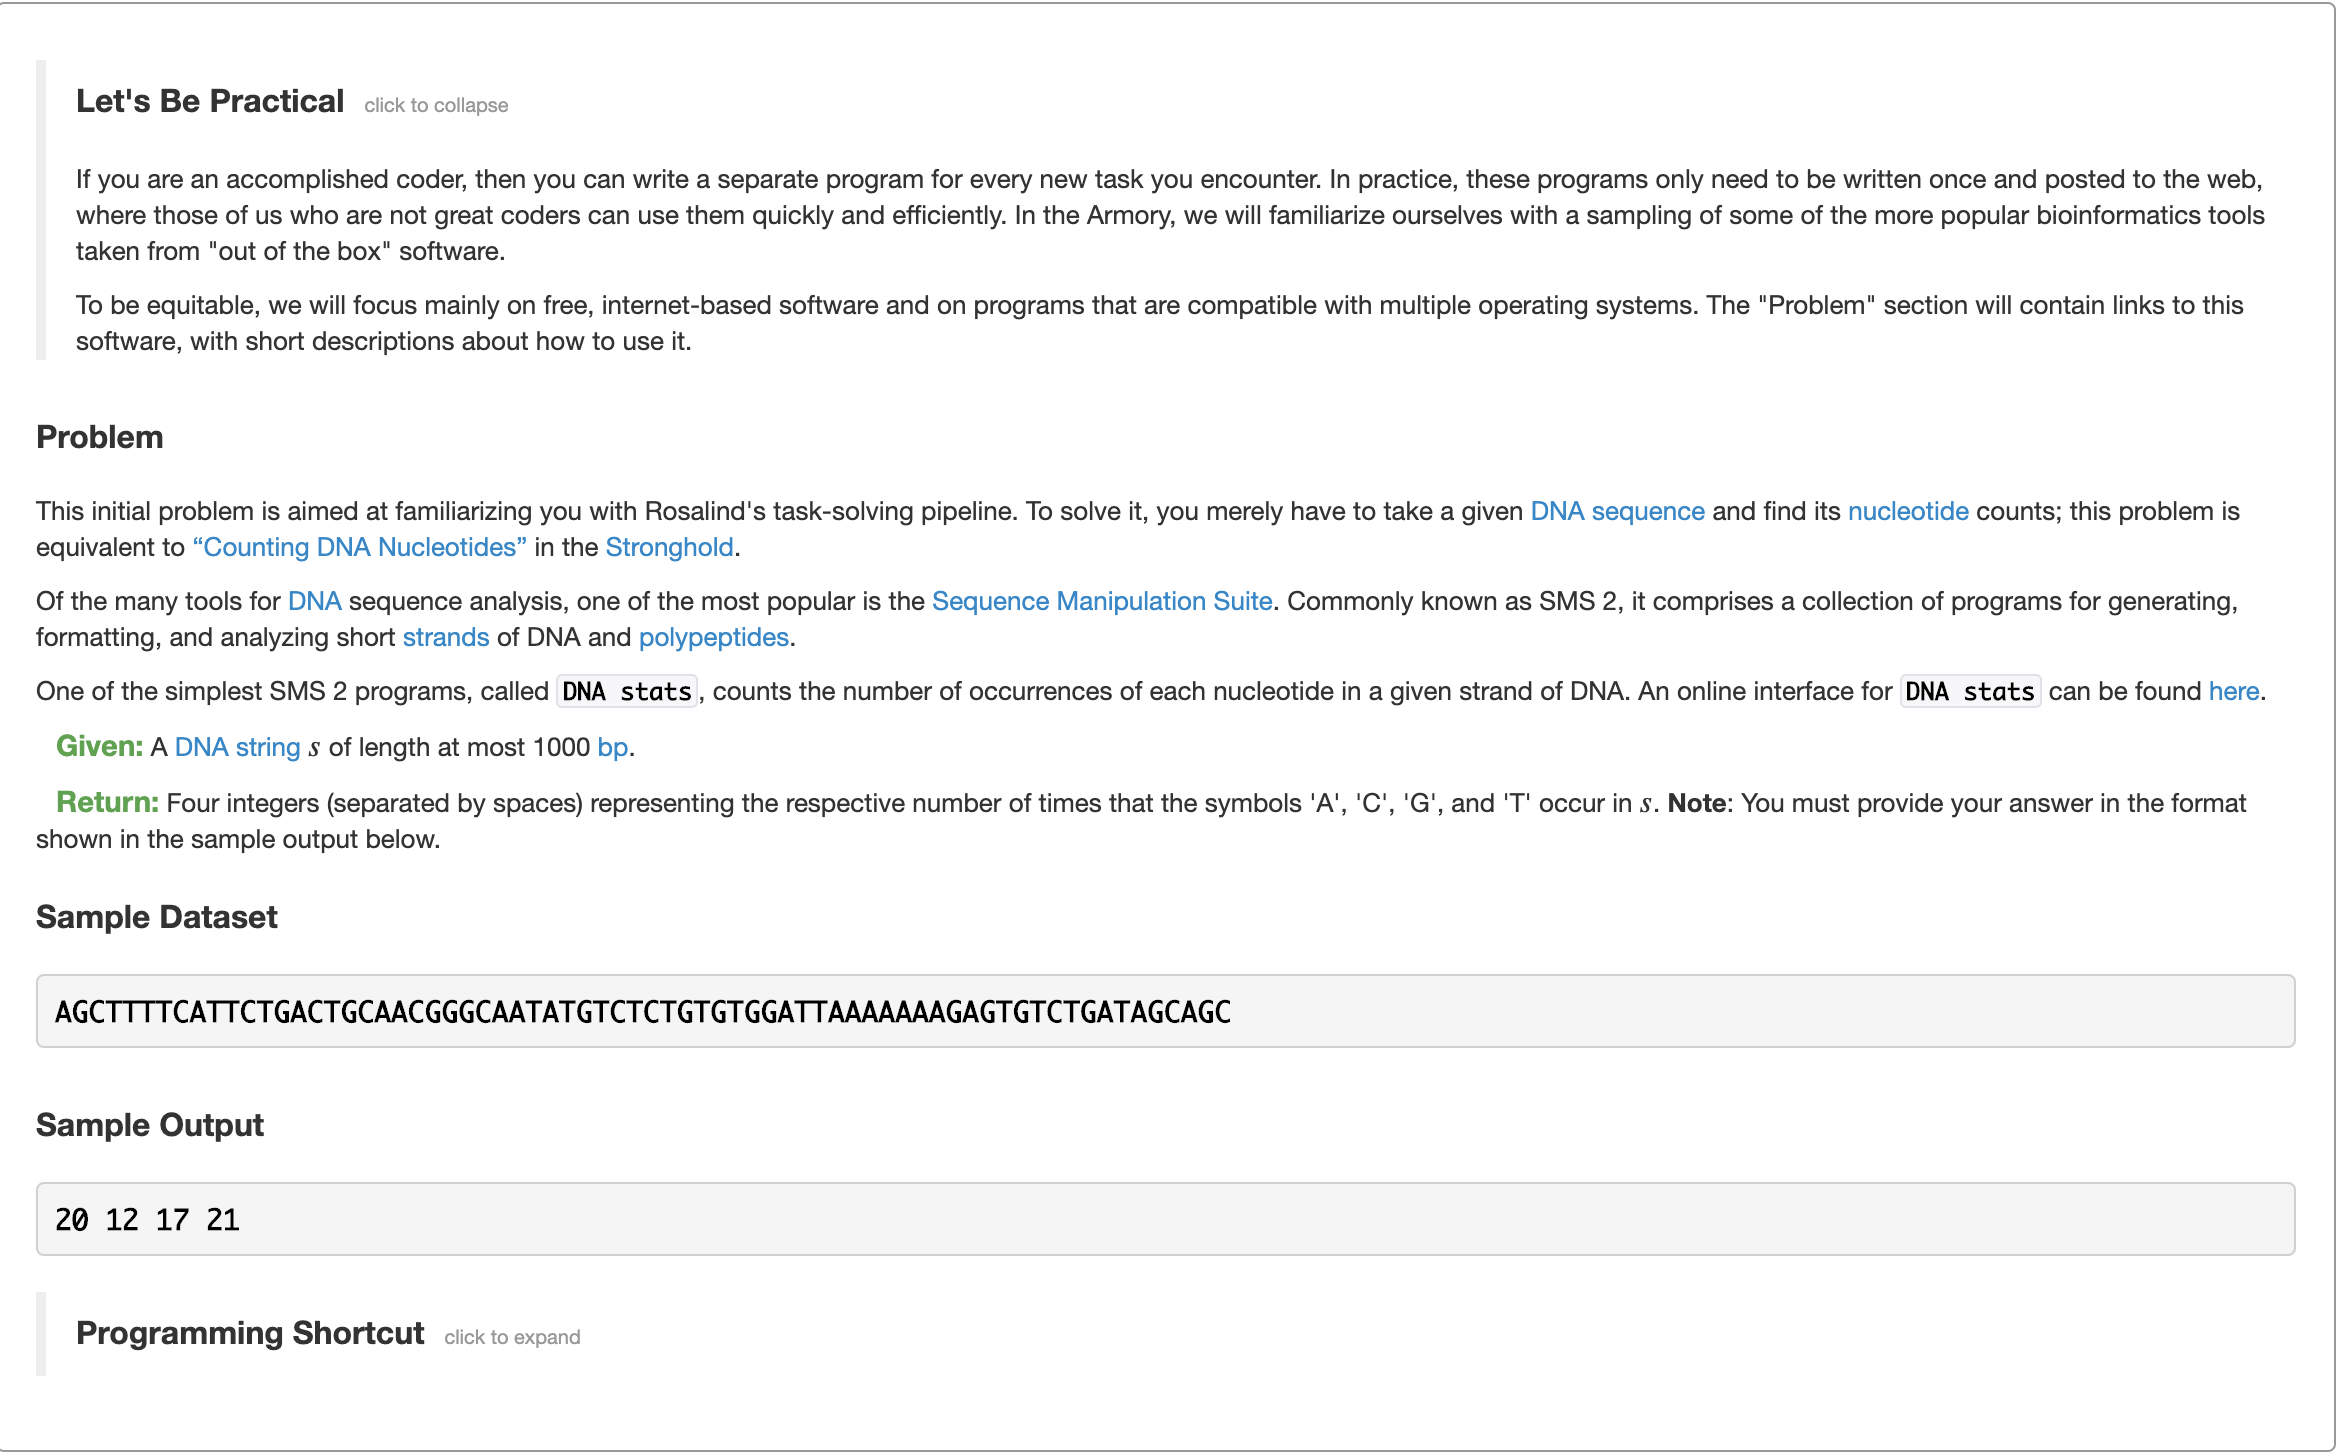 Let's Be Practical click to collapse
If you are an accomplished coder, then you can write a separate program for every new task you encounter. In practice, these programs only need to be written once and posted to the web,
where those of us who are not great coders can use them quickly and efficiently. In the Armory, we will familiarize ourselves with a sampling of some of the more popular bioinformatics tools
taken from "out of the box" software.
To be equitable, we will focus mainly on free, internet-based software and on programs that are compatible with multiple operating systems. The "Problem" section will contain links to this
software, with short descriptions about how to use it.
Problem
This initial problem is aimed at familiarizing you with Rosalind's task-solving pipeline. To solve it, you merely have to take a given DNA sequence and find its nucleotide counts; this problem is
equivalent to “Counting DNA Nucleotides” in the Stronghold.
Of the many tools for DNA sequence analysis, one of the most popular is the Sequence Manipulation Suite. Commonly known as SMS 2, it comprises a collection of programs for generating,
formatting, and analyzing short strands of DNA and polypeptides.
One of the simplest SMS 2 programs, called DNA stats, counts the number of occurrences of each nucleotide in a given strand of DNA. An online interface for DNA stats can be found here.
Given: A DNA string s of length at most 1000 bp.
Return: Four integers (separated by spaces) representing the respective number of times that the symbols 'A', 'C', 'G', and 'T' occur in s. Note: You must provide your answer in the format
shown in the sample output below.
Sample Dataset
AGCTTTTCATTCTGACTGCAACGGGCAATATGTCTCTGTGTGGATTAAAAAAAGAGTGTCTGATAGCAGC
Sample Output
20 12 17 21
Programming Shortcut click to expand